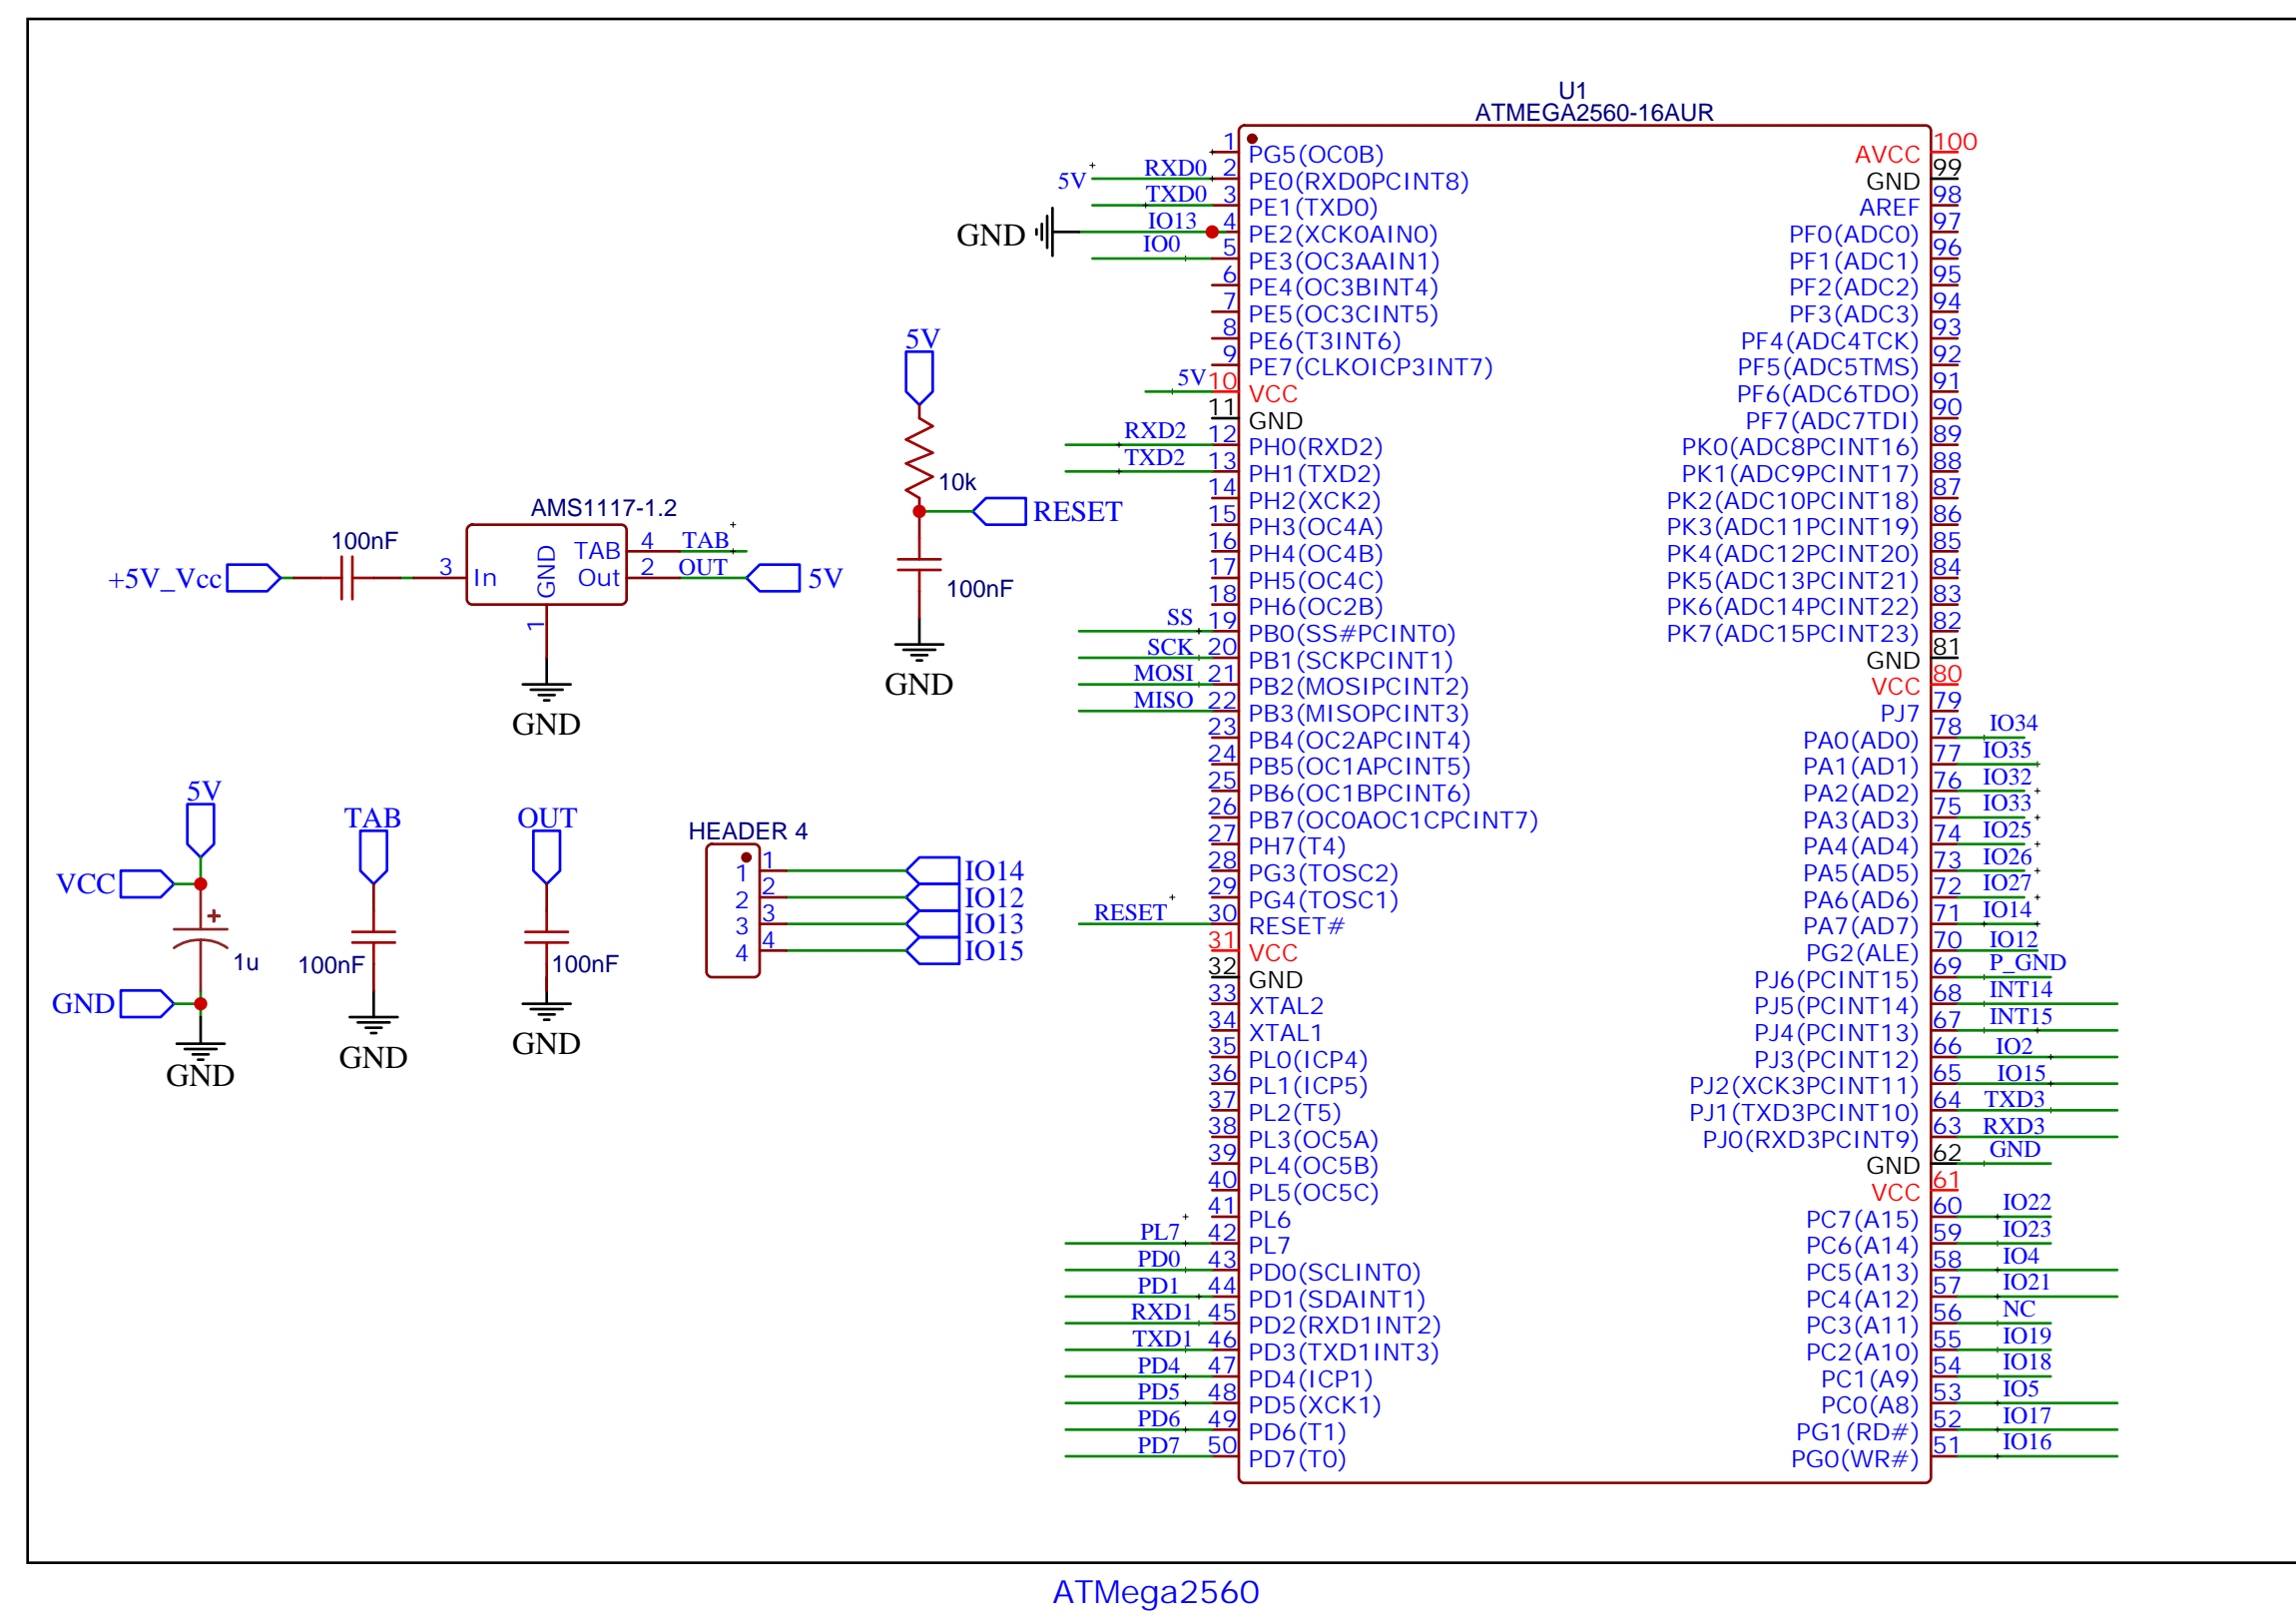 U1
ATMEGA2560-16AUR
1 PG5(OC0B)
5V RXD0 2 PE0(RXD0PCINT8)
TXD0 3 PE1(TXD0)
GND IO13 4 PE2(XCK0AIN0)
IO0 5 PE3(OC3AAIN1)
6 PE4(OC3BINT4)
7 PE5(OC3CINT5)
8 PE6(T3INT6)
9 PE7(CLKOICP3INT7)
5V 10 VCC
11 GND
RXD2 12 PH0(RXD2)
TXD2 13 PH1(TXD2)
14 PH2(XCK2)
15 PH3(OC4A)
16 PH4(OC4B)
17 PH5(OC4C)
18 PH6(OC2B)
SS 19 PB0(SS#PCINT0)
SCK 20 PB1(SCKPCINT1)
MOSI 21 PB2(MOSIPCINT2)
MISO 22 PB3(MISOPCINT3)
23 PB4(OC2APCINT4)
24 PB5(OC1APCINT5)
25 PB6(OC1BPCINT6)
26 PB7(OC0AOC1CPCINT7)
27 PH7(T4)
28 PG3(TOSC2)
29 PG4(TOSC1)
RESET 30 RESET#
31 VCC
32 GND
33 XTAL2
34 XTAL1
35 PL0(ICP4)
36 PL1(ICP5)
37 PL2(T5)
38 PL3(OC5A)
39 PL4(OC5B)
40 PL5(OC5C)
41 PL6
PL7 42 PL7
PD0 43 PD0(SCLINT0)
PD1 44 PD1(SDAINT1)
RXD1 45 PD2(RXD1INT2)
TXD1 46 PD3(TXD1INT3)
PD4 47 PD4(ICP1)
PD5 48 PD5(XCK1)
PD6 49 PD6(T1)
PD7 50 PD7(T0)
AVCC 100
GND 99
AREF 98
PF0(ADC0) 97
PF1(ADC1) 96
PF2(ADC2) 95
PF3(ADC3) 94
PF4(ADC4TCK) 93
PF5(ADC5TMS) 92
PF6(ADC6TDO) 91
PF7(ADC7TDI) 90
PK0(ADC8PCINT16) 89
PK1(ADC9PCINT17) 88
PK2(ADC10PCINT18) 87
PK3(ADC11PCINT19) 86
PK4(ADC12PCINT20) 85
PK5(ADC13PCINT21) 84
PK6(ADC14PCINT22) 83
PK7(ADC15PCINT23) 82
GND 81
VCC 80
PJ7 79
PA0(AD0) 78 IO34
PA1(AD1) 77 IO35
PA2(AD2) 76 IO32
PA3(AD3) 75 IO33
PA4(AD4) 74 IO25
PA5(AD5) 73 IO26
PA6(AD6) 72 IO27
PA7(AD7) 71 IO14
PG2(ALE) 70 IO12
PJ6(PCINT15) 69 P_GND
PJ5(PCINT14) 68 INT14
PJ4(PCINT13) 67 INT15
PJ3(PCINT12) 66 IO2
PJ2(XCK3PCINT11) 65 IO15
PJ1(TXD3PCINT10) 64 TXD3
PJ0(RXD3PCINT9) 63 RXD3
GND 62 GND
VCC 61
PC7(A15) 60 IO22
PC6(A14) 59 IO23
PC5(A13) 58 IO4
PC4(A12) 57 IO21
PC3(A11) 56 NC
PC2(A10) 55 IO19
PC1(A9) 54 IO18
PC0(A8) 53 IO5
PG1(RD#) 52 IO17
PG0(WR#) 51 IO16
5V
10k
RESET
100nF
GND
AMS1117-1.2
100nF
TAB 4 TAB
+5V_Vcc 3 In GND Out 2 OUT 5V
1
GND
5V
VCC
+
1u
GND
GND
TAB
100nF
GND
OUT
100nF
GND
HEADER 4
1 1 IO14
2 2 IO12
3 3 IO13
4 4 IO15
ATMega2560